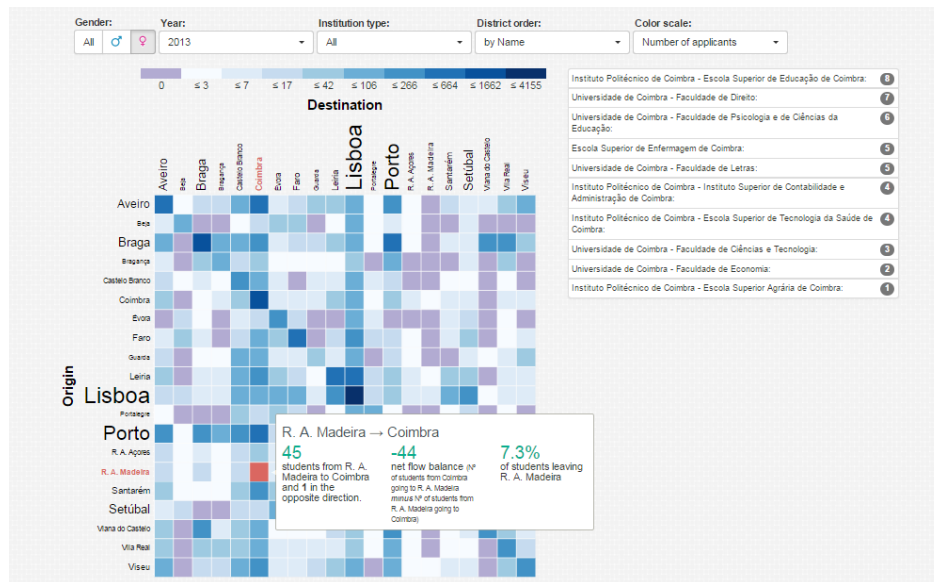 Gender: Year: Institution type: District order: Color scale:
All ♂ ♀ 2013 All by Name Number of applicants
0 ≤ 3 ≤ 7 ≤ 17 ≤ 42 ≤ 106 ≤ 266 ≤ 664 ≤ 1662 ≤ 4155
Destination
Aveiro Beja Braga Bragança Castelo Branco Coimbra Évora Faro Guarda Leiria Lisboa Portalegre Porto R. A. Açores R. A. Madeira Santarém Setúbal Viana do Castelo Vila Real Viseu
Origin
Aveiro
Beja
Braga
Bragança
Castelo Branco
Coimbra
Évora
Faro
Guarda
Leiria
Lisboa
Portalegre
Porto
R. A. Açores
R. A. Madeira
Santarém
Setúbal
Viana do Castelo
Vila Real
Viseu
R. A. Madeira → Coimbra
45 -44 7.3%
students from R. A.
Madeira to Coimbra
and 1 in the
opposite direction.
net flow balance (Nº
of students from Coimbra
going to R. A. Madeira
minus Nº of students from
R. A. Madeira going to
Coimbra)
of students leaving
R. A. Madeira
Instituto Politécnico de Coimbra - Escola Superior de Educação de Coimbra: 8
Universidade de Coimbra - Faculdade de Direito: 7
Universidade de Coimbra - Faculdade de Psicologia e de Ciências da 6
Educação:
Escola Superior de Enfermagem de Coimbra: 5
Universidade de Coimbra - Faculdade de Letras: 5
Instituto Politécnico de Coimbra - Instituto Superior de Contabilidade e 4
Administração de Coimbra:
Instituto Politécnico de Coimbra - Escola Superior de Tecnologia da Saúde de 4
Coimbra:
Universidade de Coimbra - Faculdade de Ciências e Tecnologia: 3
Universidade de Coimbra - Faculdade de Economia: 2
Instituto Politécnico de Coimbra - Escola Superior Agrária de Coimbra: 1